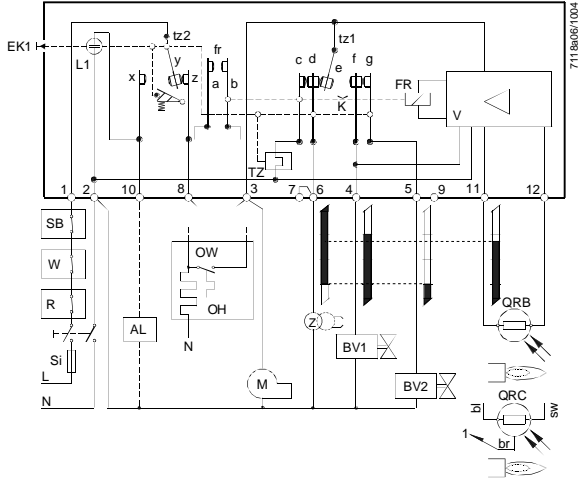 7118a06/1004
EK1
L1
tz2
fr
tz1
x
y
z
a
b
c
d
e
f
g
K
FR
V
TZ
1
2
10
8
3
7
6
4
5
9
11
12
SB
W
R
Si
L
N
AL
OW
OH
N
M
Z
BV1
BV2
QRB
QRC
bl
sw
1
br